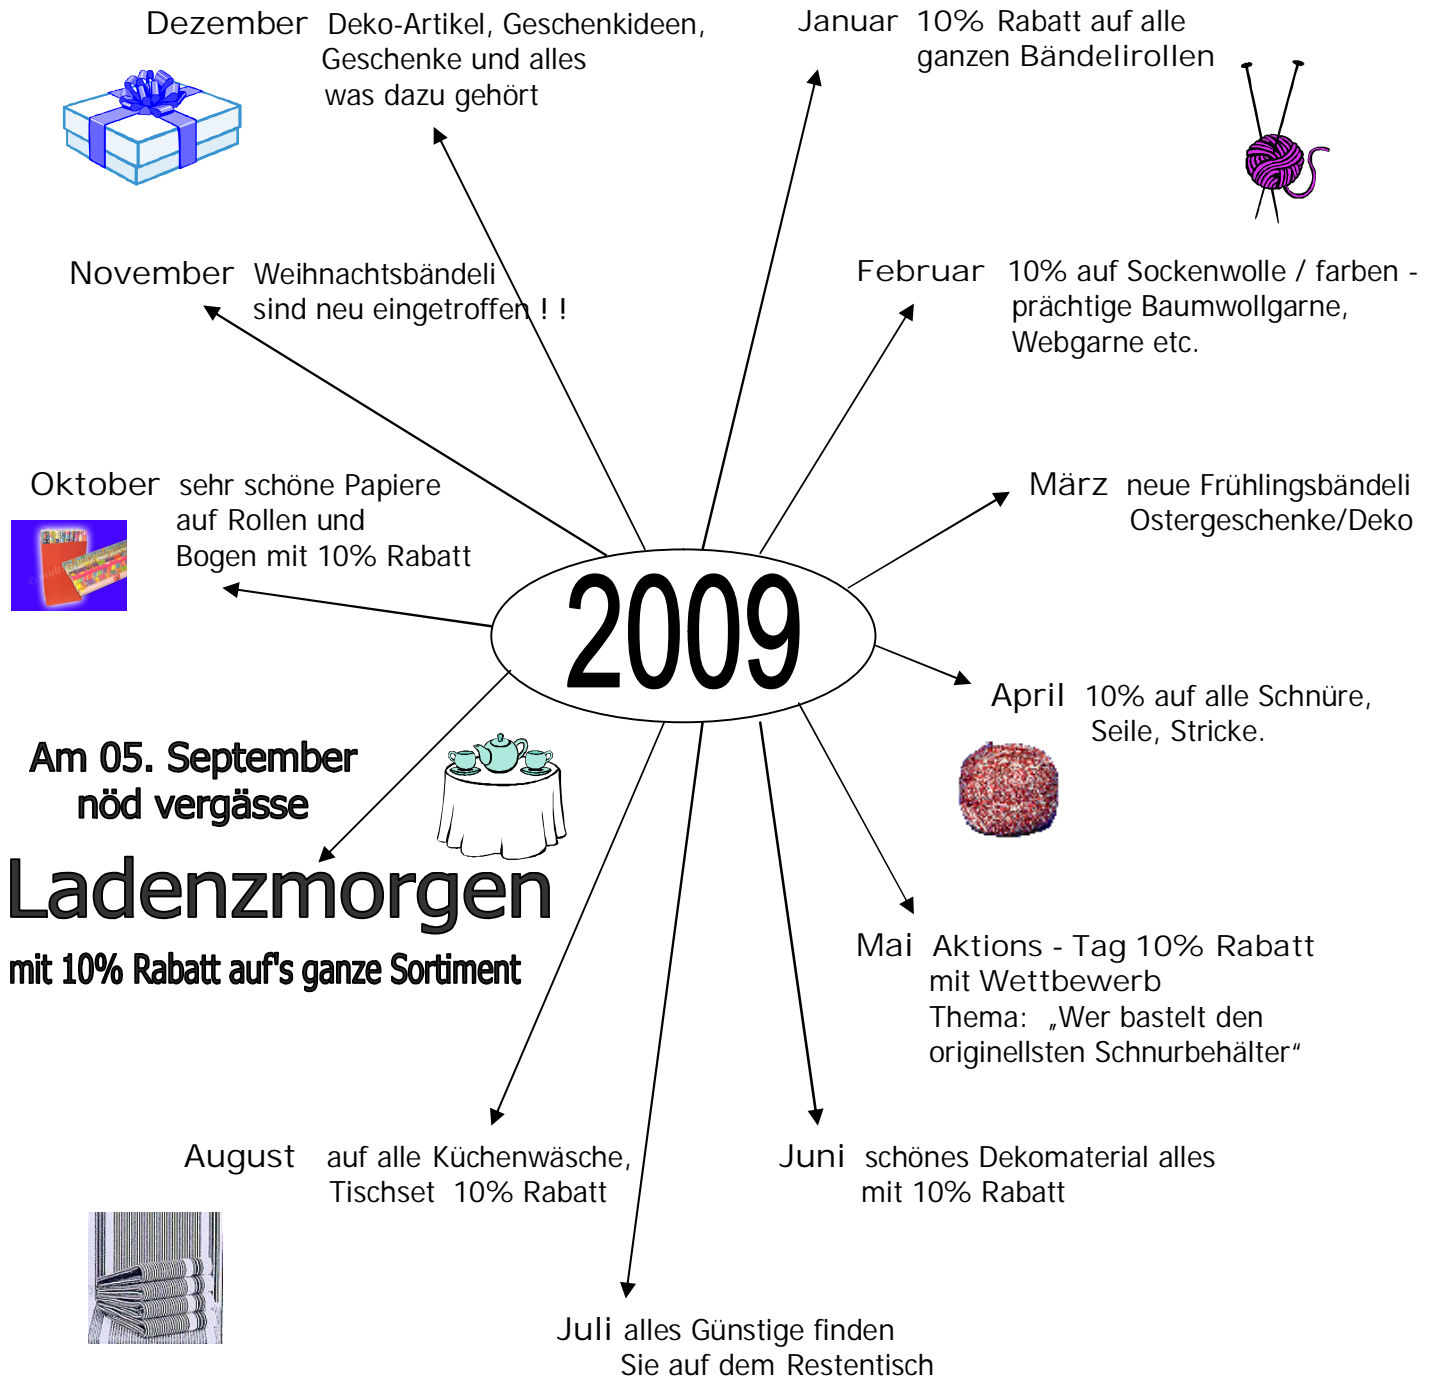 Dezember Deko-Artikel, Geschenkideen,
Geschenke und alles
was dazu gehört
Januar 10% Rabatt auf alle
ganzen Bändelirollen
November Weihnachtsbändeli
sind neu eingetroffen ! !
Februar 10% auf Sockenwolle / farben -
prächtige Baumwollgarne,
Webgarne etc.
Oktober sehr schöne Papiere
auf Rollen und
Bogen mit 10% Rabatt
März neue Frühlingsbändeli
Ostergeschenke/Deko
2009
April 10% auf alle Schnüre,
Seile, Stricke.
Am 05. September
nöd vergässe
Ladenzmorgen
mit 10% Rabatt auf's ganze Sortiment
Mai Aktions - Tag 10% Rabatt
mit Wettbewerb
Thema: „Wer bastelt den
originellsten Schnurbehälter“
August auf alle Küchenwäsche,
Tischset 10% Rabatt
Juni schönes Dekomaterial alles
mit 10% Rabatt
Juli alles Günstige finden
Sie auf dem Restentisch